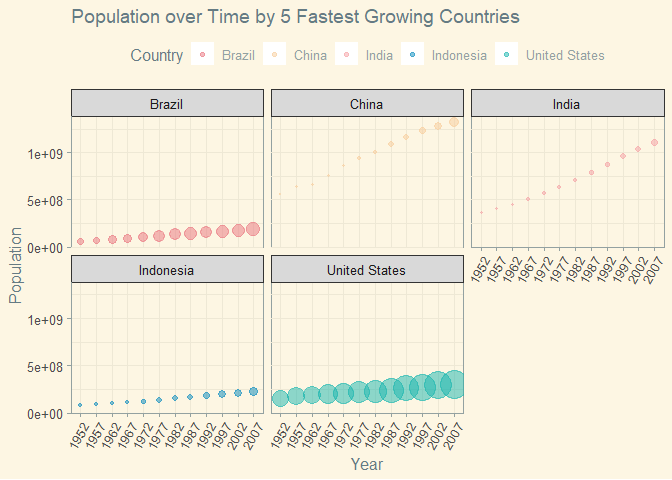 Population over Time by 5 Fastest Growing Countries
Country Brazil China India Indonesia United States
Brazil China India
1e+09
5e+08
0e+00
1952 1957 1962 1967 1972 1977 1982 1987 1992 1997 2002 2007
Indonesia United States
1e+09
5e+08
0e+00
1952 1957 1962 1967 1972 1977 1982 1987 1992 1997 2002 2007 1952 1957 1962 1967 1972 1977 1982 1987 1992 1997 2002 2007
Population
Year